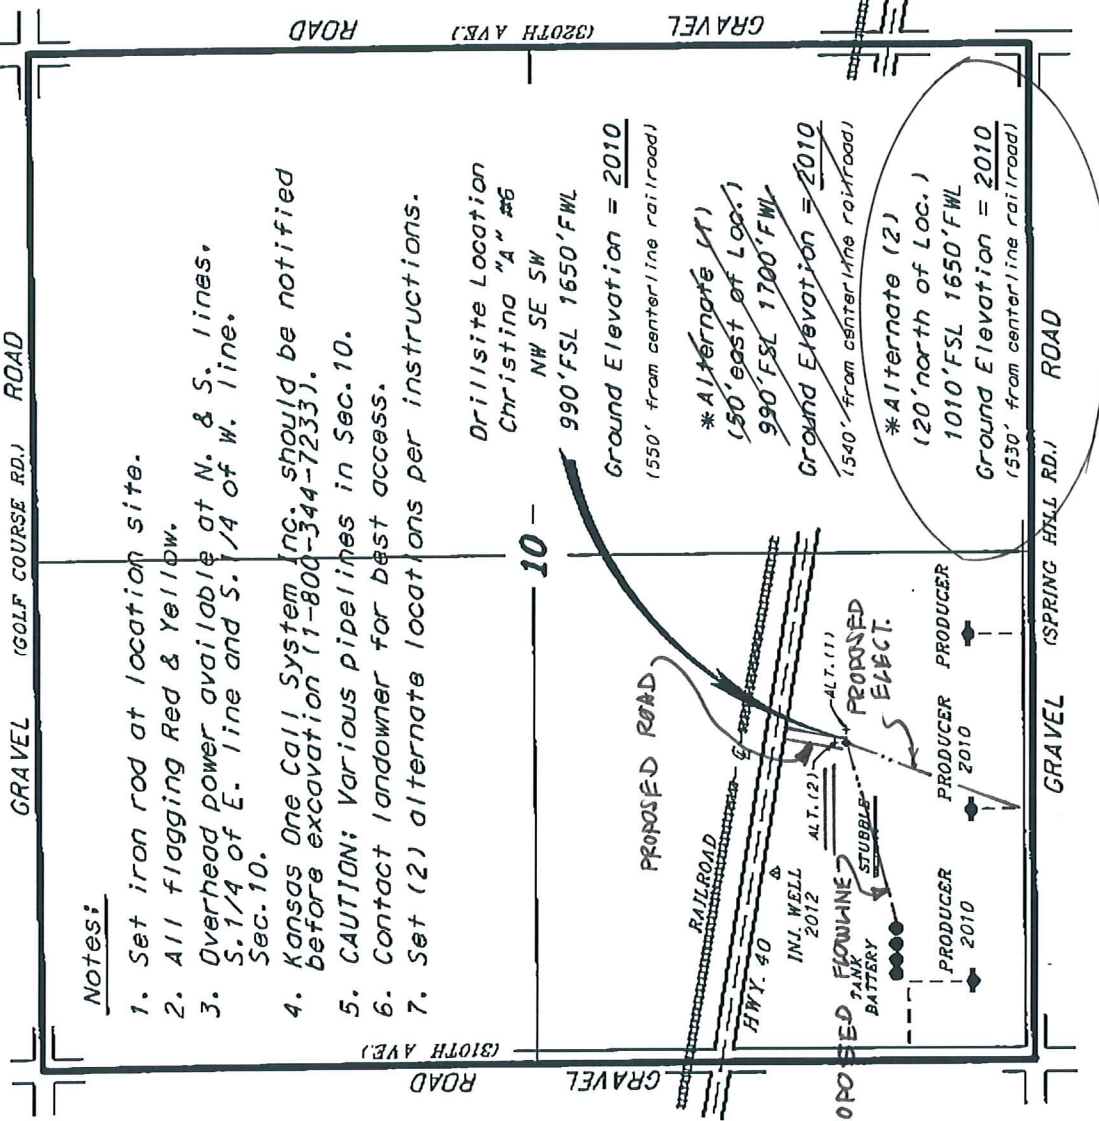 GRAVEL (GOLF COURSE RD.) ROAD
Notes:
1. Set iron rod at location site.
2. All flagging Red & Yellow.
3. Overhead power available at N. & S. lines.
S.1/4 of E. line and S.1/4 of W. line.
Sec.10.
4. Kansas One Call System Inc. should be notified
before excavation (1-800-344-7233).
5. CAUTION: Various pipelines in Sec.10.
6. Contact landowner for best access.
7. Set (2) alternate locations per instructions.
GRAVEL (320TH AVE.) ROAD
GRAVEL (310TH AVE.) ROAD
10
Drillsite Location
Christina "A" #6
NW SE SW
990'FSL 1650'FWL
Ground Elevation = 2010
(550' from centerline railroad)
*Alternate (1)
(50'east of Loc.)
990'FSL 1700'FWL
Ground Elevation = 2010
(540' from centerline railroad)
*Alternate (2)
(20'north of Loc.)
1010'FSL 1650'FWL
Ground Elevation = 2010
(530' from centerline railroad)
PROPOSED ROAD
RAILROAD
HWY. 40
INJ. WELL
2012
ALT.(2)
ALT.(1)
STUBBLE
PROPOSED
ELECT.
OPOSED FLOWLINE
TANK
BATTERY
PRODUCER
2010
PRODUCER
2010
PRODUCER
GRAVEL (SPRING HILL RD.) ROAD